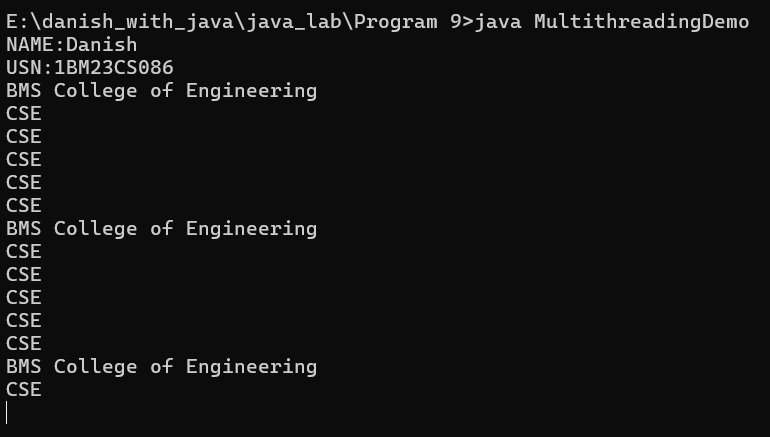 E:\danish_with_java\java_lab\Program 9>java MultithreadingDemo
NAME:Danish
USN:1BM23CS086
BMS College of Engineering
CSE
CSE
CSE
CSE
CSE
BMS College of Engineering
CSE
CSE
CSE
CSE
CSE
BMS College of Engineering
CSE